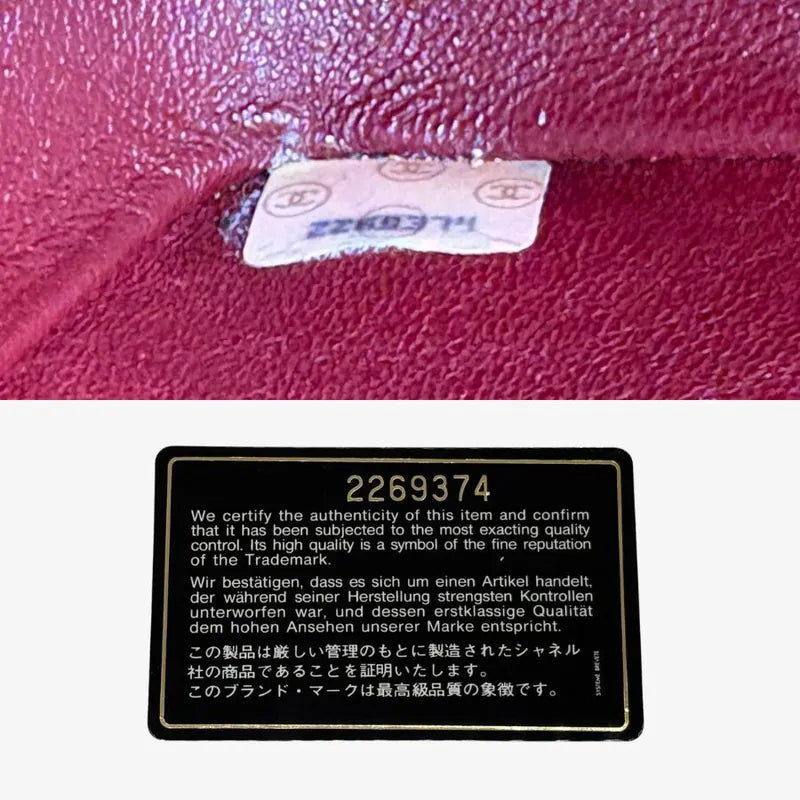 2269374
We certify the authenticity of this item and confirm
that it has been subjected to the most exacting quality
control. Its high quality is a symbol of the fine reputation
of the Trademark.
Wir bestätigen, dass es sich um einen Artikel handelt,
der während seiner Herstellung strengsten Kontrollen
unterworfen war, und dessen erstklassige Qualität
dem hohen Ansehen unserer Marke entspricht.
この製品は厳しい管理のもとに製造されたシャネル
社の商品であることを証明いたします。
このブランド・マークは最高級品質の象徴です。
SYSTÈME BREVETÉ